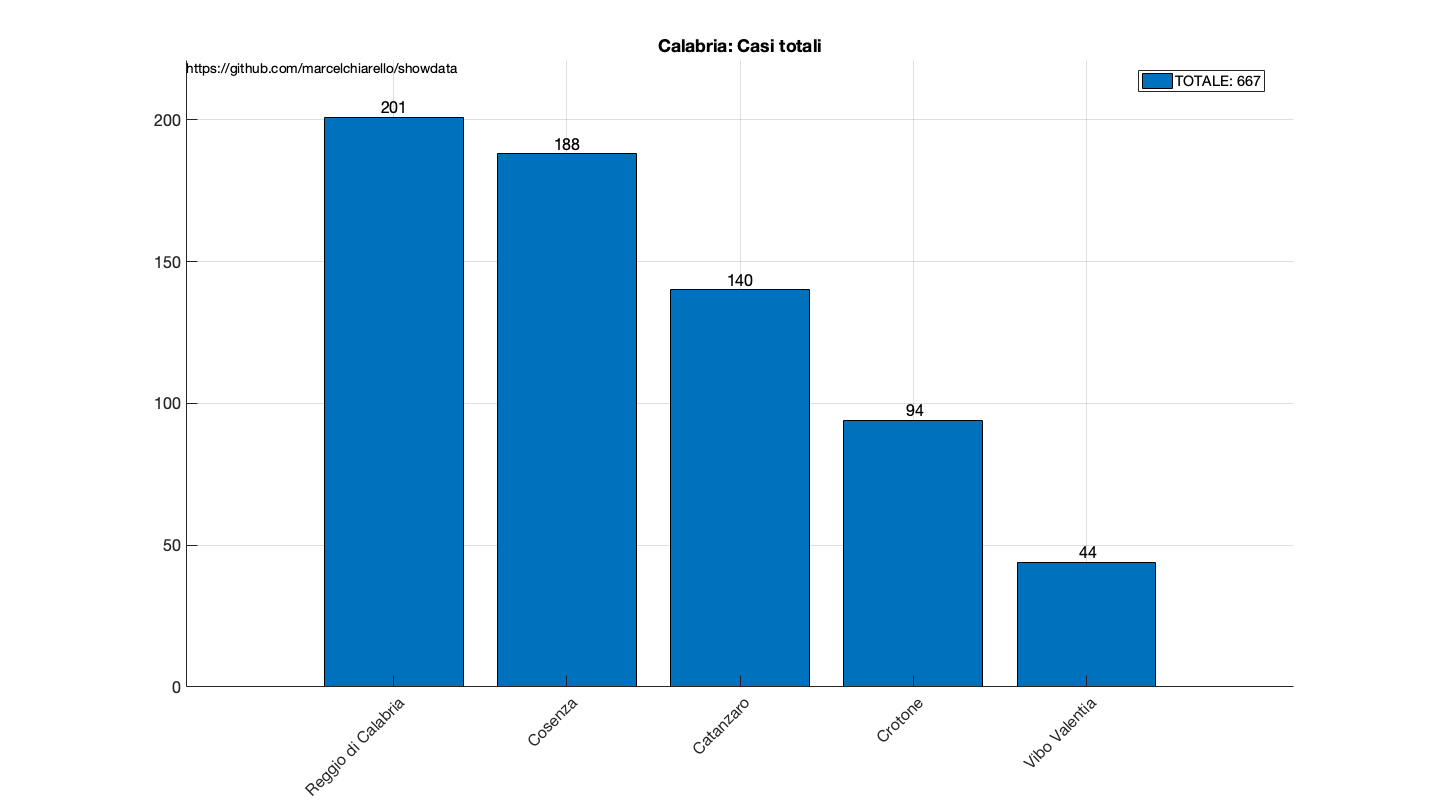 Calabria: Casi totali
https://github.com/marcelchiarello/showdata
TOTALE: 667
200
150
100
50
0
201
188
140
94
44
Reggio di Calabria
Cosenza
Catanzaro
Crotone
Vibo Valentia